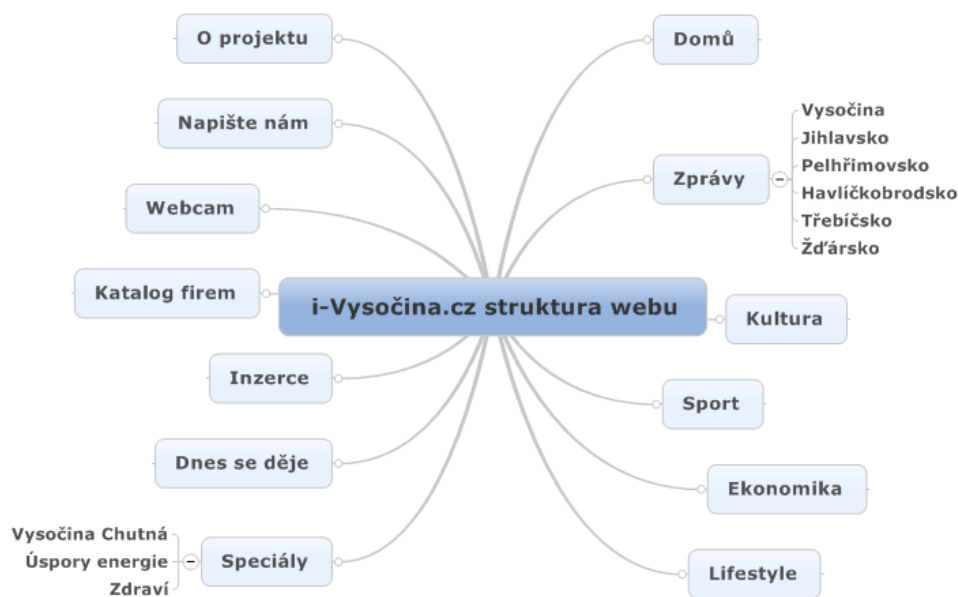 i-Vysočina.cz struktura webu
Domů
Zprávy
Vysočina
Jihlavsko
Pelhřimovsko
Havlíčkobrodsko
Třebíčsko
Žďársko
Kultura
Sport
Ekonomika
Lifestyle
O projektu
Napište nám
Webcam
Katalog firem
Inzerce
Dnes se děje
Speciály
Vysočina Chutná
Úspory energie
Zdraví